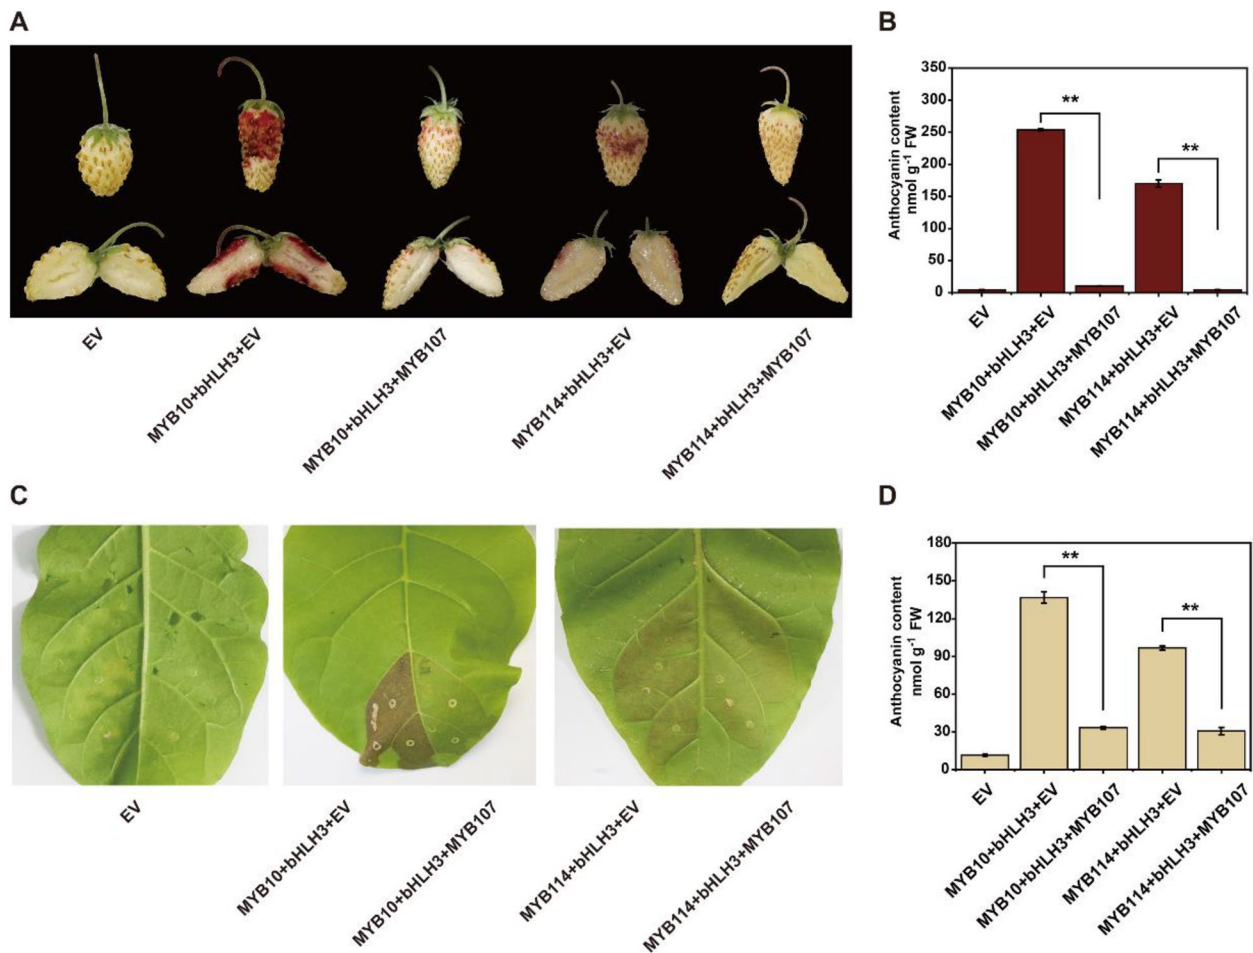 A
EV
MYB10+bHLH3+EV
MYB10+bHLH3+MYB107
MYB114+bHLH3+EV
MYB114+bHLH3+MYB107
B
Anthocyanin content
nmol g⁻¹ FW
350
300
250
200
150
100
50
0
**
**
EV
MYB10+bHLH3+EV
MYB10+bHLH3+MYB107
MYB114+bHLH3+EV
MYB114+bHLH3+MYB107
C
EV
MYB10+bHLH3+EV
MYB10+bHLH3+MYB107
MYB114+bHLH3+EV
MYB114+bHLH3+MYB107
D
Anthocyanin content
nmol g⁻¹ FW
180
150
120
90
60
30
0
**
**
EV
MYB10+bHLH3+EV
MYB10+bHLH3+MYB107
MYB114+bHLH3+EV
MYB114+bHLH3+MYB107